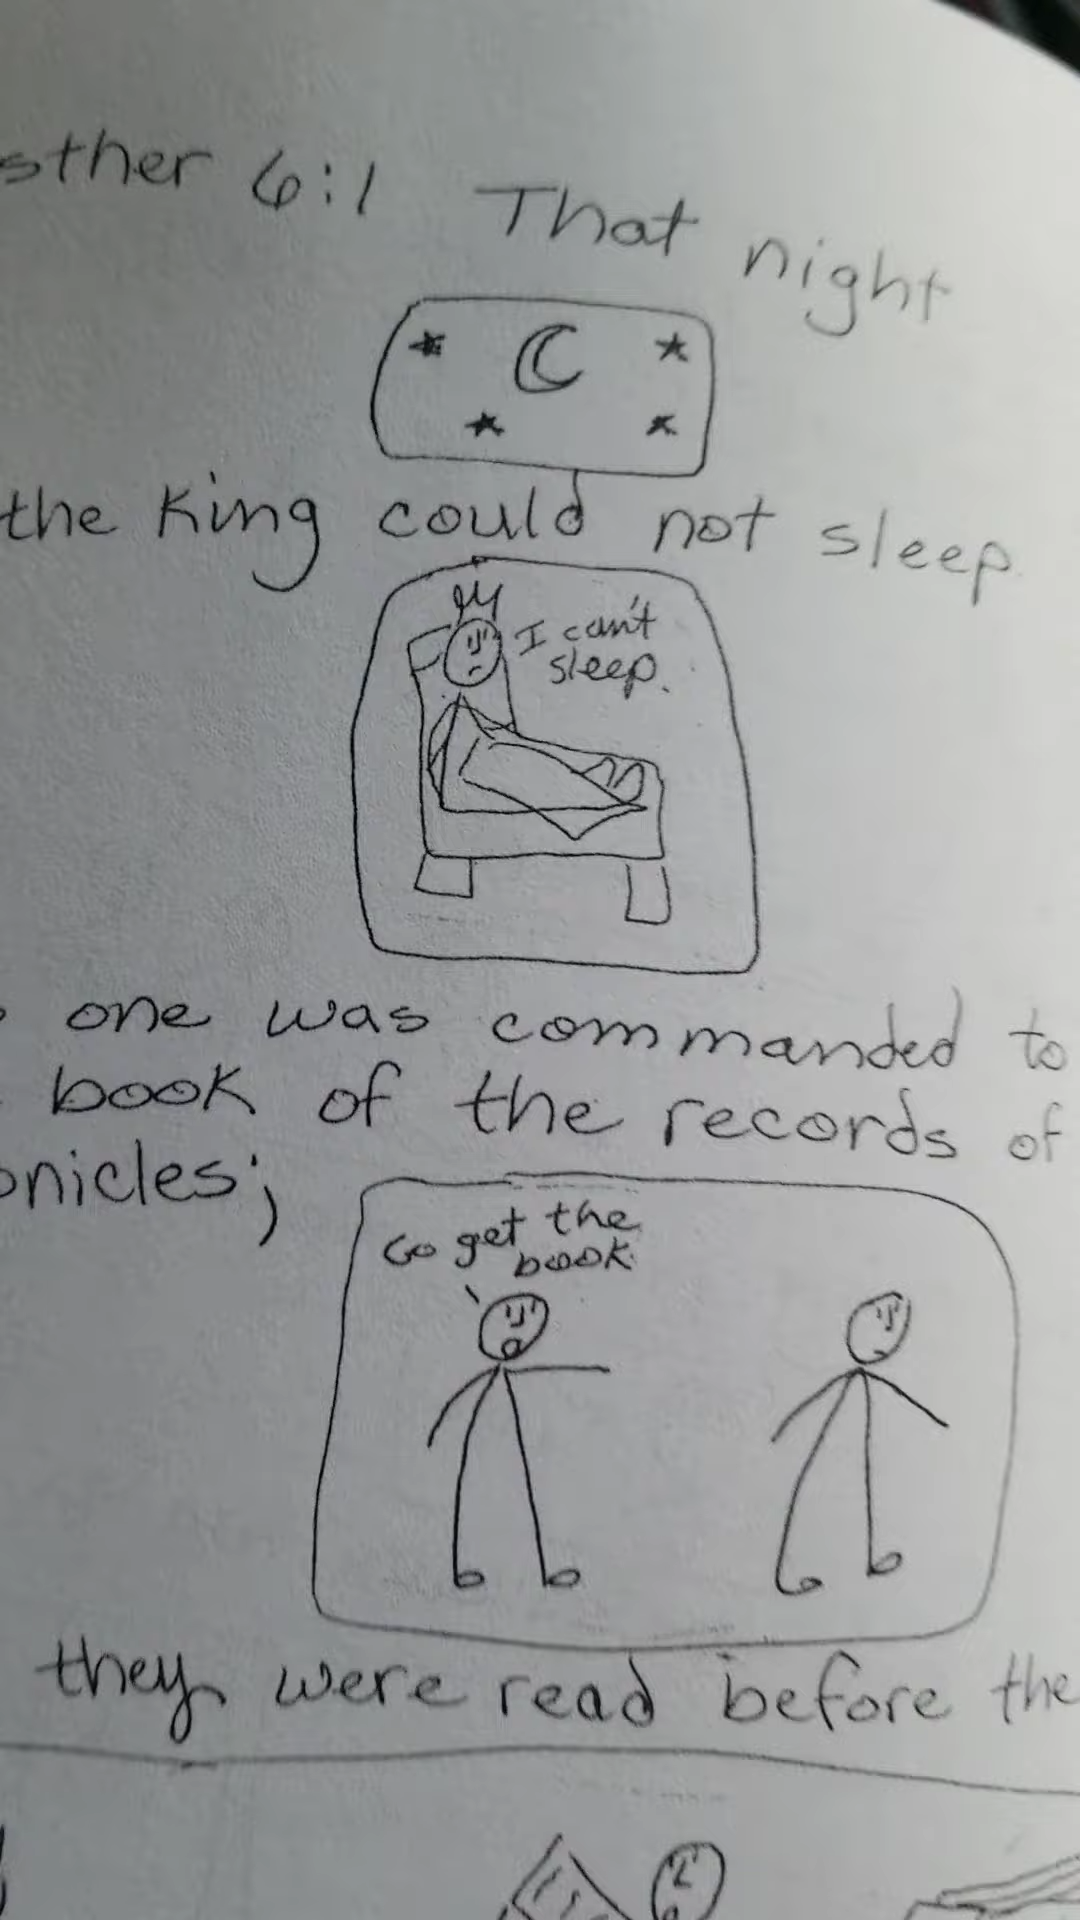 sther 6:1 That night
the King could not sleep.
I can't
sleep.
one was commanded to
book of the records of
onicles;
Go get the
book.
they were read before the